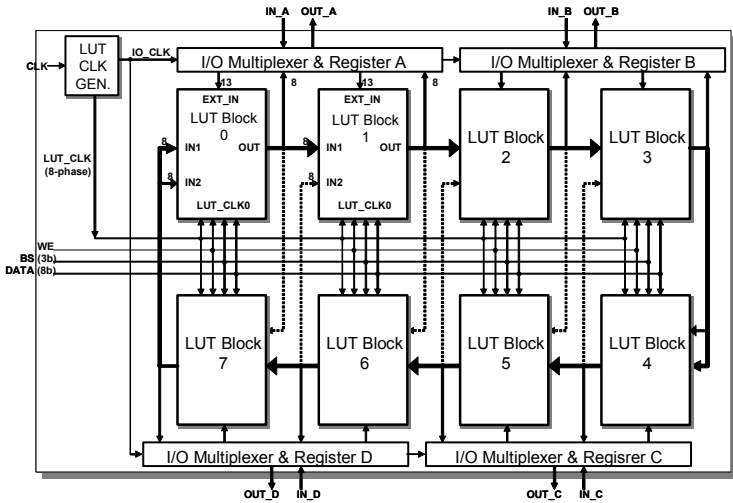 IN_A OUT_A IN_B OUT_B
LUT
CLK
GEN.
CLK
IO_CLK
I/O Multiplexer & Register A
I/O Multiplexer & Register B
13 8 13 8
EXT_IN
LUT Block
0
8 IN1 OUT
8 IN2
LUT_CLK0
EXT_IN
LUT Block
1
8 IN1 OUT
8 IN2
LUT_CLK0
LUT Block
2
LUT Block
3
LUT_CLK
(8-phase)
WE
BS (3b)
DATA (8b)
LUT Block
7
LUT Block
6
LUT Block
5
LUT Block
4
I/O Multiplexer & Register D
I/O Multiplexer & Regisrer C
OUT_D IN_D OUT_C IN_C